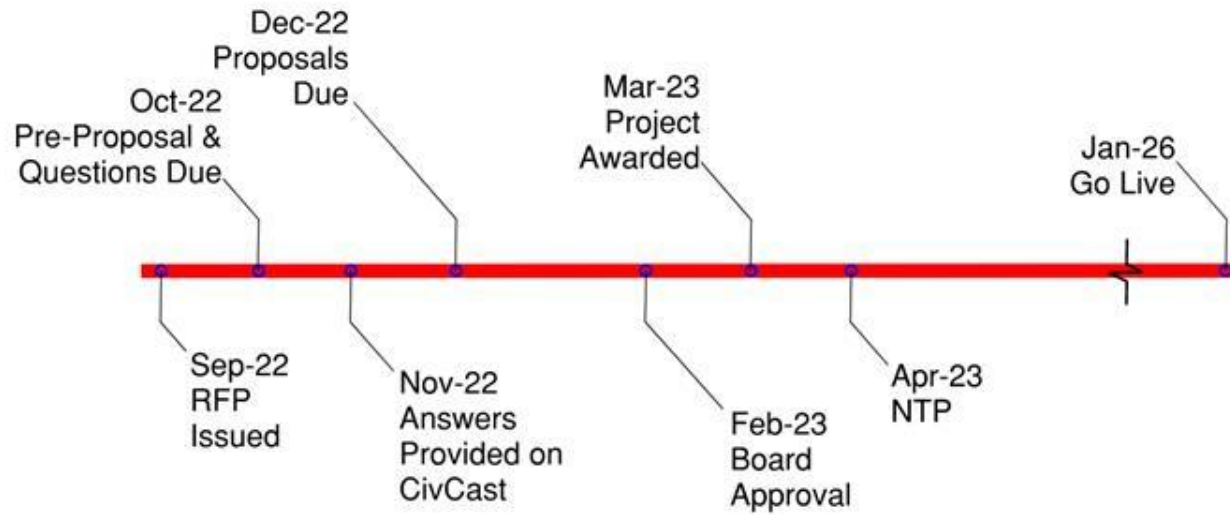 Dec-22
Proposals
Due
Oct-22
Pre-Proposal &
Questions Due
Mar-23
Project
Awarded
Jan-26
Go Live
Sep-22
RFP
Issued
Nov-22
Answers
Provided on
CivCast
Feb-23
Board
Approval
Apr-23
NTP